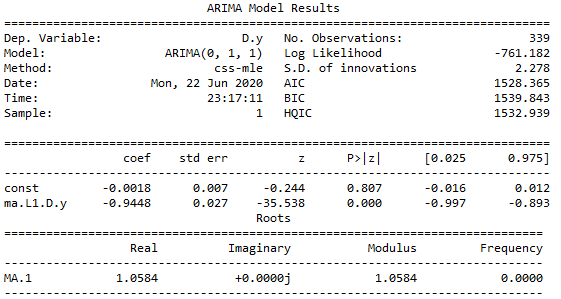 ARIMA Model Results
==============================================================================
Dep. Variable: D.y No. Observations: 339
Model: ARIMA(0, 1, 1) Log Likelihood -761.182
Method: css-mle S.D. of innovations 2.278
Date: Mon, 22 Jun 2020 AIC 1528.365
Time: 23:17:11 BIC 1539.843
Sample: 1 HQIC 1532.939
==============================================================================
coef std err z P>|z| [0.025 0.975]
------------------------------------------------------------------------------
const -0.0018 0.007 -0.244 0.807 -0.016 0.012
ma.L1.D.y -0.9448 0.027 -35.538 0.000 -0.997 -0.893
Roots
=============================================================================
Real Imaginary Modulus Frequency
-----------------------------------------------------------------------------
MA.1 1.0584 +0.0000j 1.0584 0.0000
-----------------------------------------------------------------------------